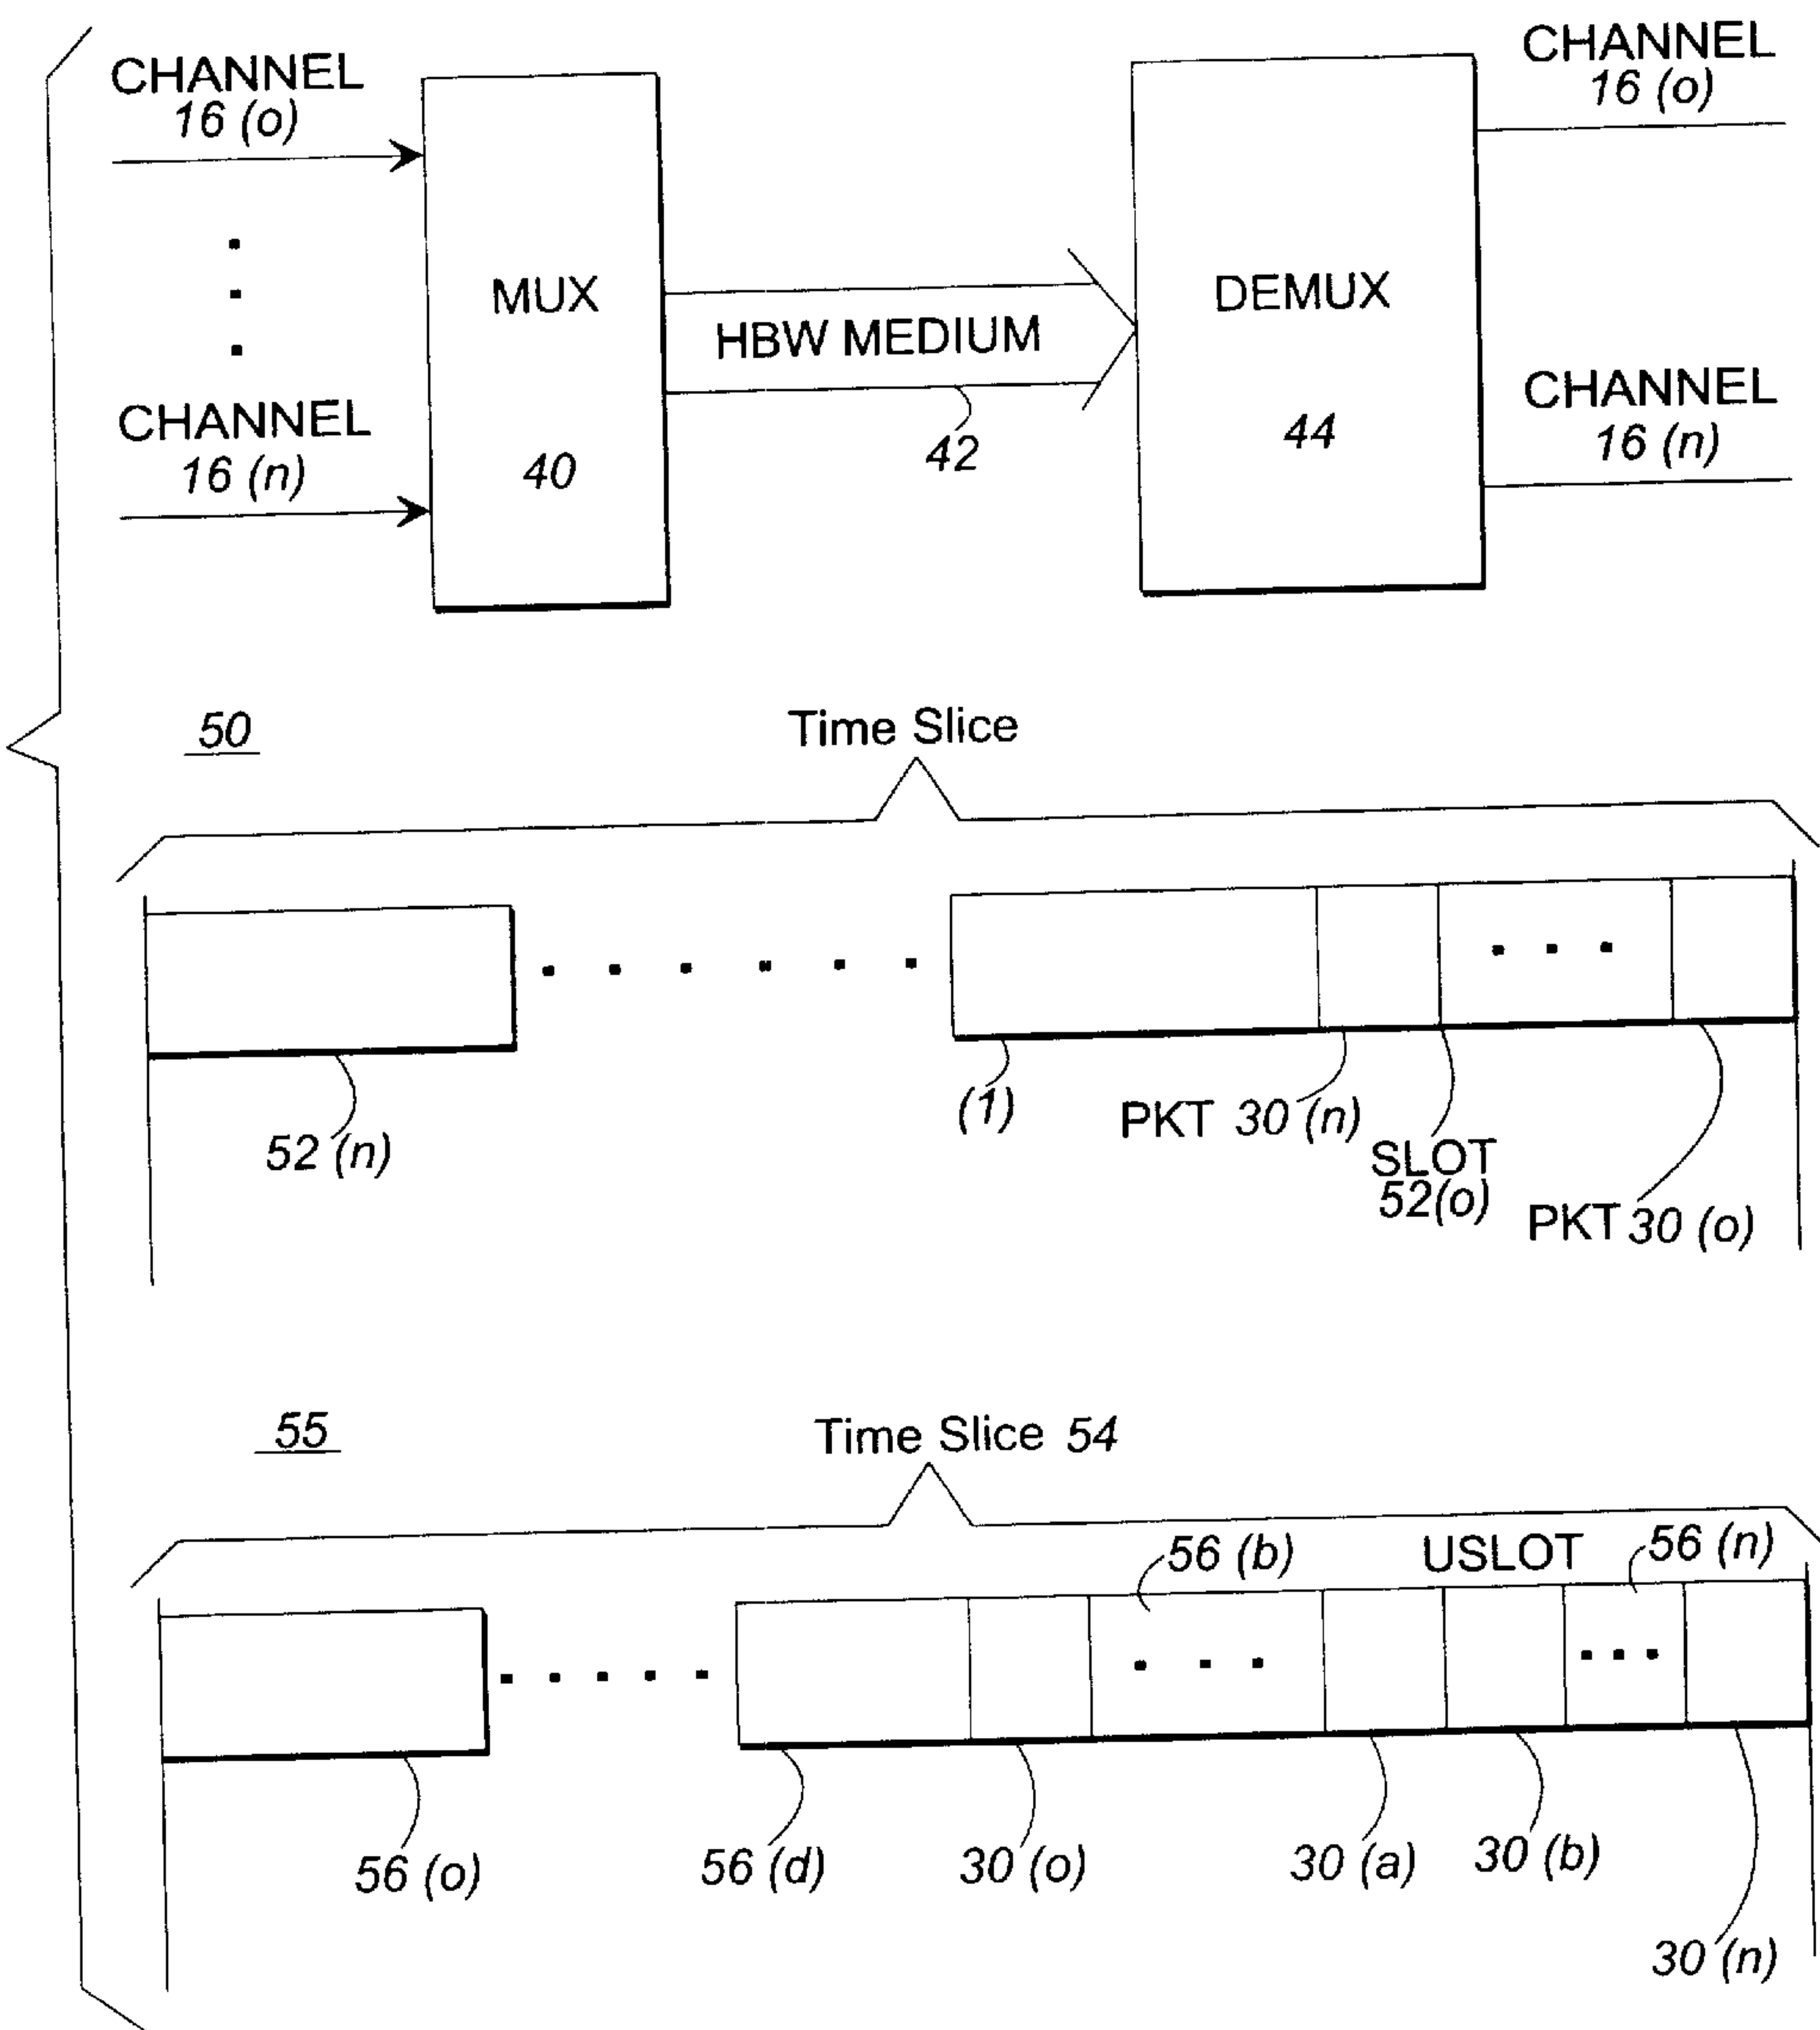 CHANNEL
16 (o)
CHANNEL
16 (n)
MUX
40
HBW MEDIUM
42
DEMUX
44
CHANNEL
16 (o)
CHANNEL
16 (n)
50
Time Slice
52 (n)
(1)
PKT 30 (n)
SLOT
52(o)
PKT 30 (o)
55
Time Slice 54
56 (b)
USLOT
56 (n)
56 (o)
56 (d)
30 (o)
30 (a)
30 (b)
30 (n)